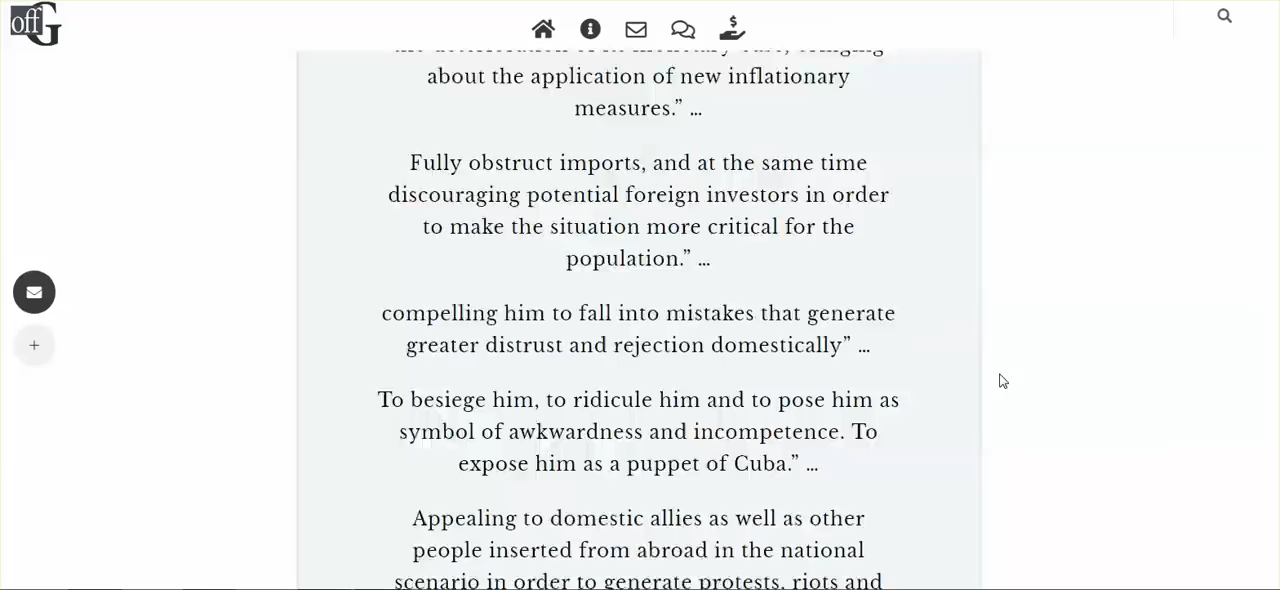 off
G
$
about the application of new inflationary
measures.” ...
Fully obstruct imports, and at the same time
discouraging potential foreign investors in order
to make the situation more critical for the
population.” ...
compelling him to fall into mistakes that generate
greater distrust and rejection domestically” ...
To besiege him, to ridicule him and to pose him as
symbol of awkwardness and incompetence. To
expose him as a puppet of Cuba.” ...
Appealing to domestic allies as well as other
people inserted from abroad in the national
scenario in order to generate protests, riots and